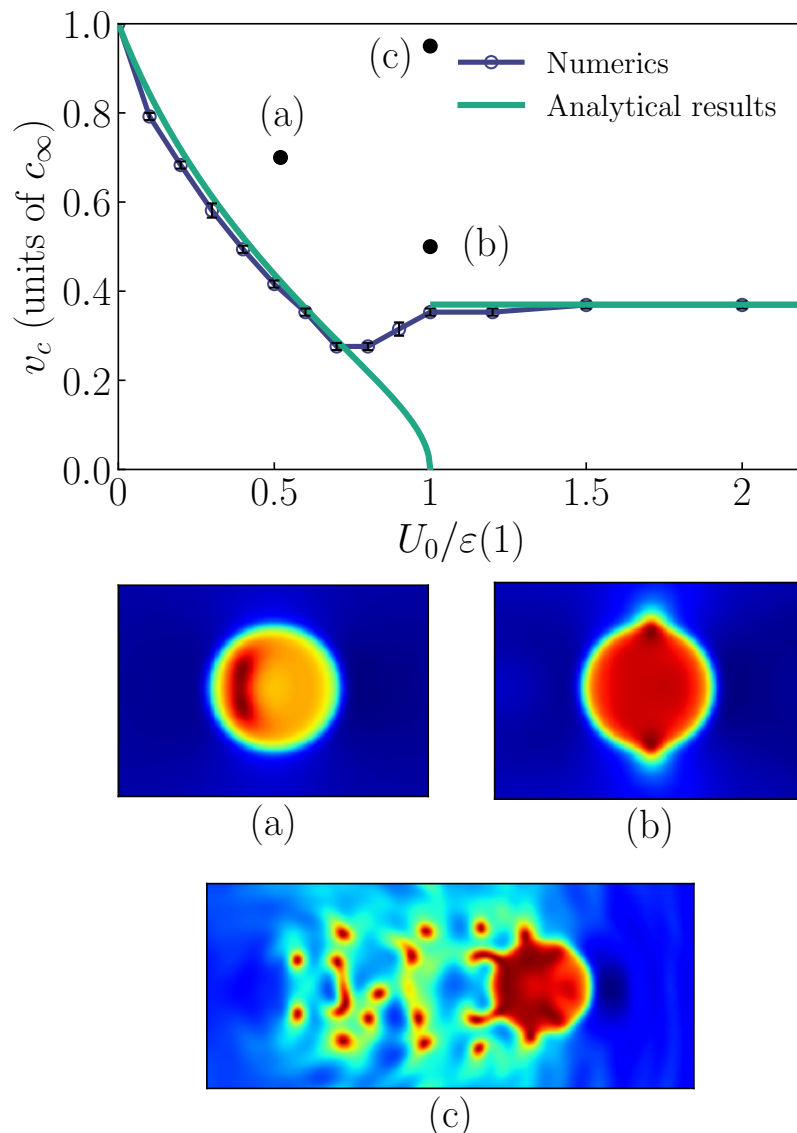 1.0
(c)
Numerics
Analytical results
0.8
(a)
0.6
(b)
0.4
0.2
0.0
v_c (units of c_∞)
0
0.5
1
1.5
2
U_0/ε(1)
(a)
(b)
(c)